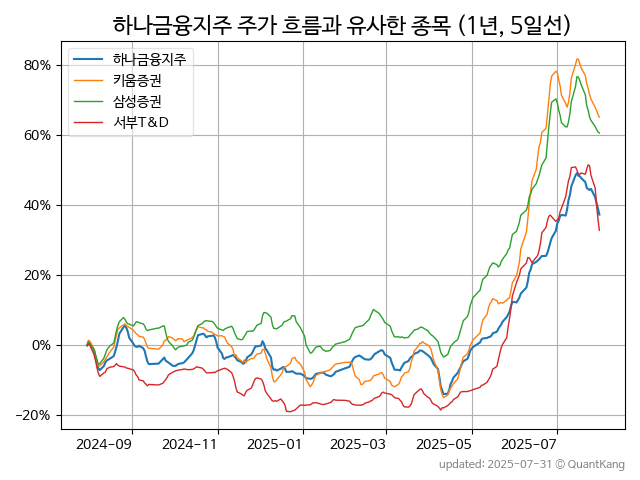 하나금융지주 주가 흐름과 유사한 종목 (1년, 5일선)
하나금융지주
키움증권
삼성증권
서부T&D
80%
60%
40%
20%
0%
−20%
2024-09
2024-11
2025-01
2025-03
2025-05
2025-07
updated: 2025-07-31 © QuantKang